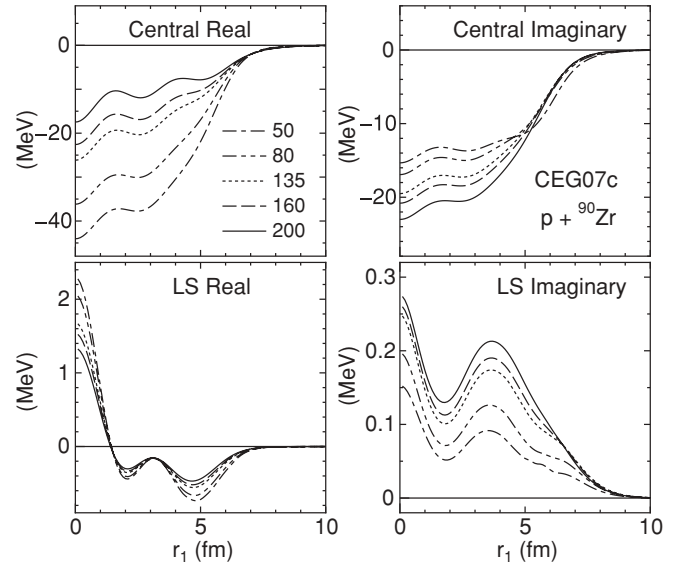 Central Real
0
−20
−40
(MeV)
50
80
135
160
200
Central Imaginary
0
−10
−20
(MeV)
CEG07c
p + ⁹⁰Zr
LS Real
2
1
0
(MeV)
0
5
10
r₁ (fm)
LS Imaginary
0.3
0.2
0.1
0
(MeV)
0
5
10
r₁ (fm)